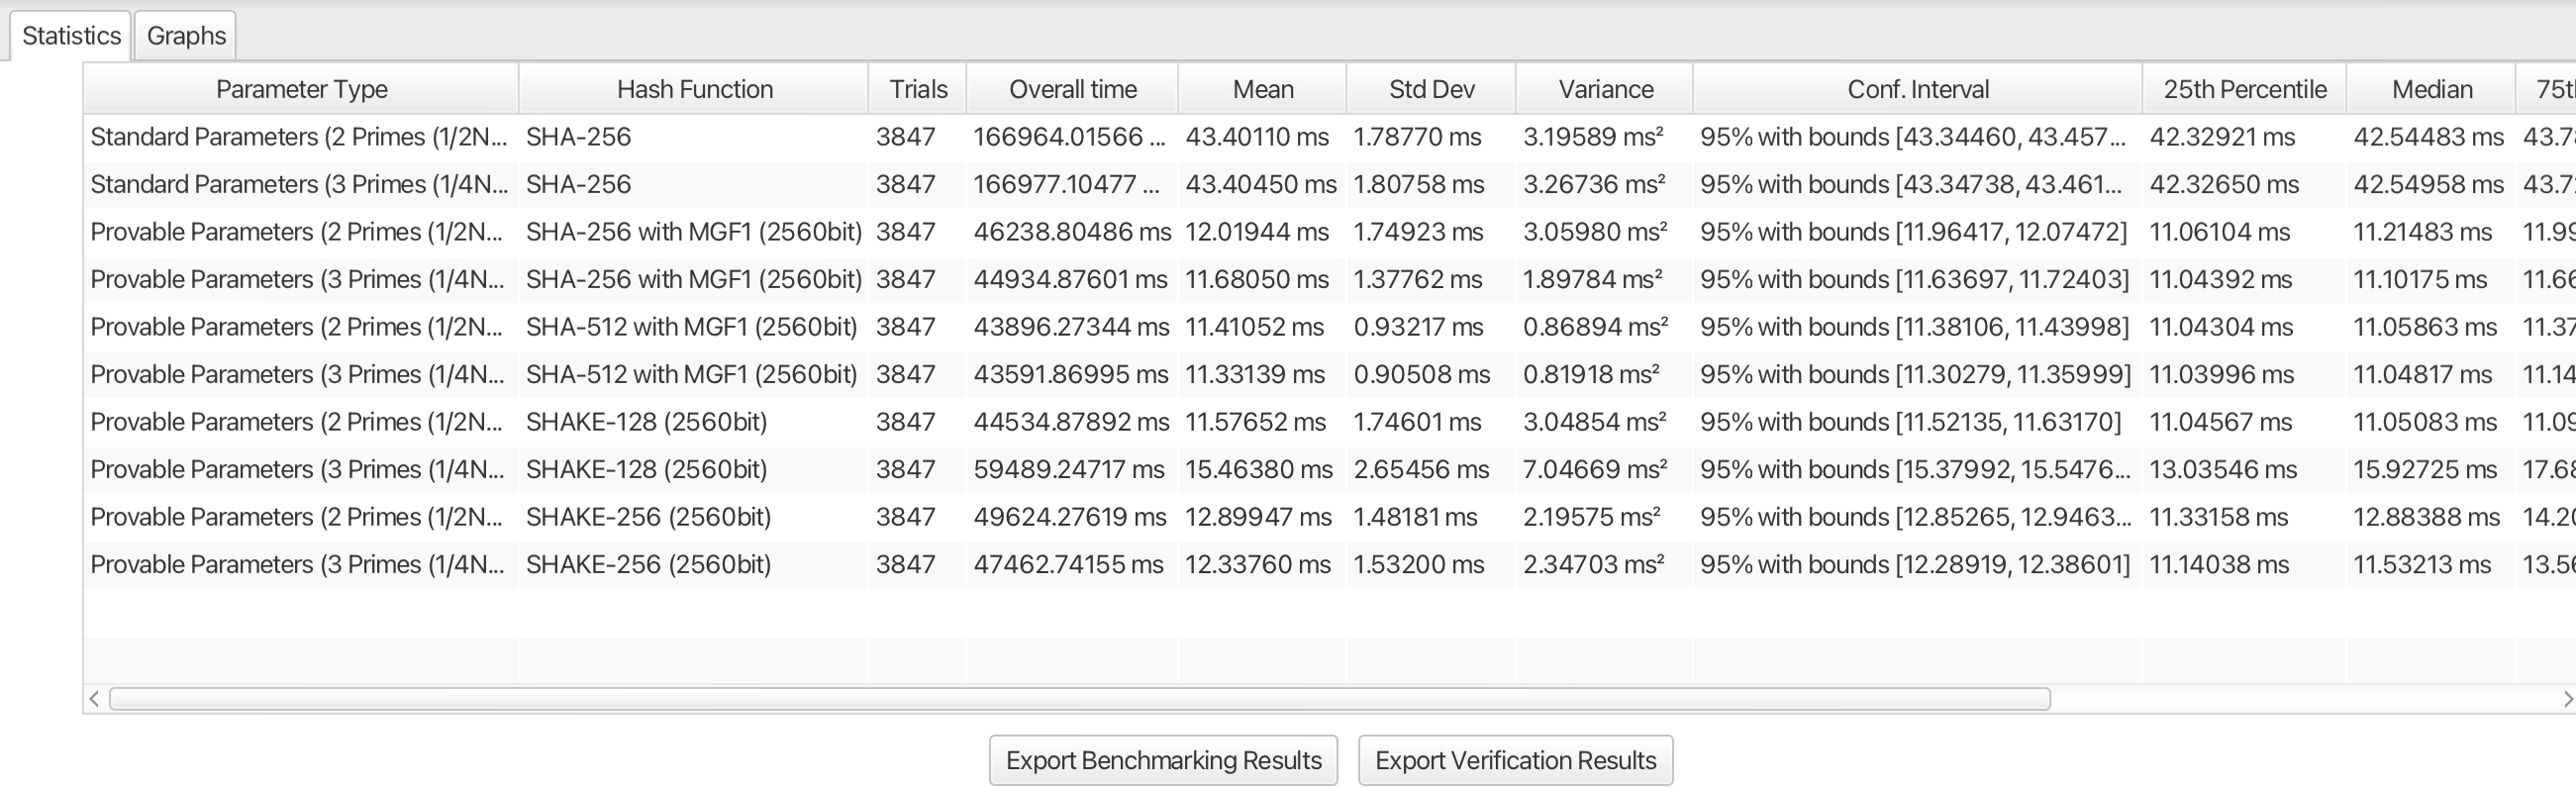 Statistics Graphs
Parameter Type Hash Function Trials Overall time Mean Std Dev Variance Conf. Interval 25th Percentile Median 75t
Standard Parameters (2 Primes (1/2N... SHA-256 3847 166964.01566 ... 43.40110 ms 1.78770 ms 3.19589 ms² 95% with bounds [43.34460, 43.457... 42.32921 ms 42.54483 ms 43.7
Standard Parameters (3 Primes (1/4N... SHA-256 3847 166977.10477 ... 43.40450 ms 1.80758 ms 3.26736 ms² 95% with bounds [43.34738, 43.461... 42.32650 ms 42.54958 ms 43.7
Provable Parameters (2 Primes (1/2N... SHA-256 with MGF1 (2560bit) 3847 46238.80486 ms 12.01944 ms 1.74923 ms 3.05980 ms² 95% with bounds [11.96417, 12.07472] 11.06104 ms 11.21483 ms 11.99
Provable Parameters (3 Primes (1/4N... SHA-256 with MGF1 (2560bit) 3847 44934.87601 ms 11.68050 ms 1.37762 ms 1.89784 ms² 95% with bounds [11.63697, 11.72403] 11.04392 ms 11.10175 ms 11.66
Provable Parameters (2 Primes (1/2N... SHA-512 with MGF1 (2560bit) 3847 43896.27344 ms 11.41052 ms 0.93217 ms 0.86894 ms² 95% with bounds [11.38106, 11.43998] 11.04304 ms 11.05863 ms 11.37
Provable Parameters (3 Primes (1/4N... SHA-512 with MGF1 (2560bit) 3847 43591.86995 ms 11.33139 ms 0.90508 ms 0.81918 ms² 95% with bounds [11.30279, 11.35999] 11.03996 ms 11.04817 ms 11.14
Provable Parameters (2 Primes (1/2N... SHAKE-128 (2560bit) 3847 44534.87892 ms 11.57652 ms 1.74601 ms 3.04854 ms² 95% with bounds [11.52135, 11.63170] 11.04567 ms 11.05083 ms 11.09
Provable Parameters (3 Primes (1/4N... SHAKE-128 (2560bit) 3847 59489.24717 ms 15.46380 ms 2.65456 ms 7.04669 ms² 95% with bounds [15.37992, 15.5476... 13.03546 ms 15.92725 ms 17.68
Provable Parameters (2 Primes (1/2N... SHAKE-256 (2560bit) 3847 49624.27619 ms 12.89947 ms 1.48181 ms 2.19575 ms² 95% with bounds [12.85265, 12.9463... 11.33158 ms 12.88388 ms 14.20
Provable Parameters (3 Primes (1/4N... SHAKE-256 (2560bit) 3847 47462.74155 ms 12.33760 ms 1.53200 ms 2.34703 ms² 95% with bounds [12.28919, 12.38601] 11.14038 ms 11.53213 ms 13.56
Export Benchmarking Results Export Verification Results